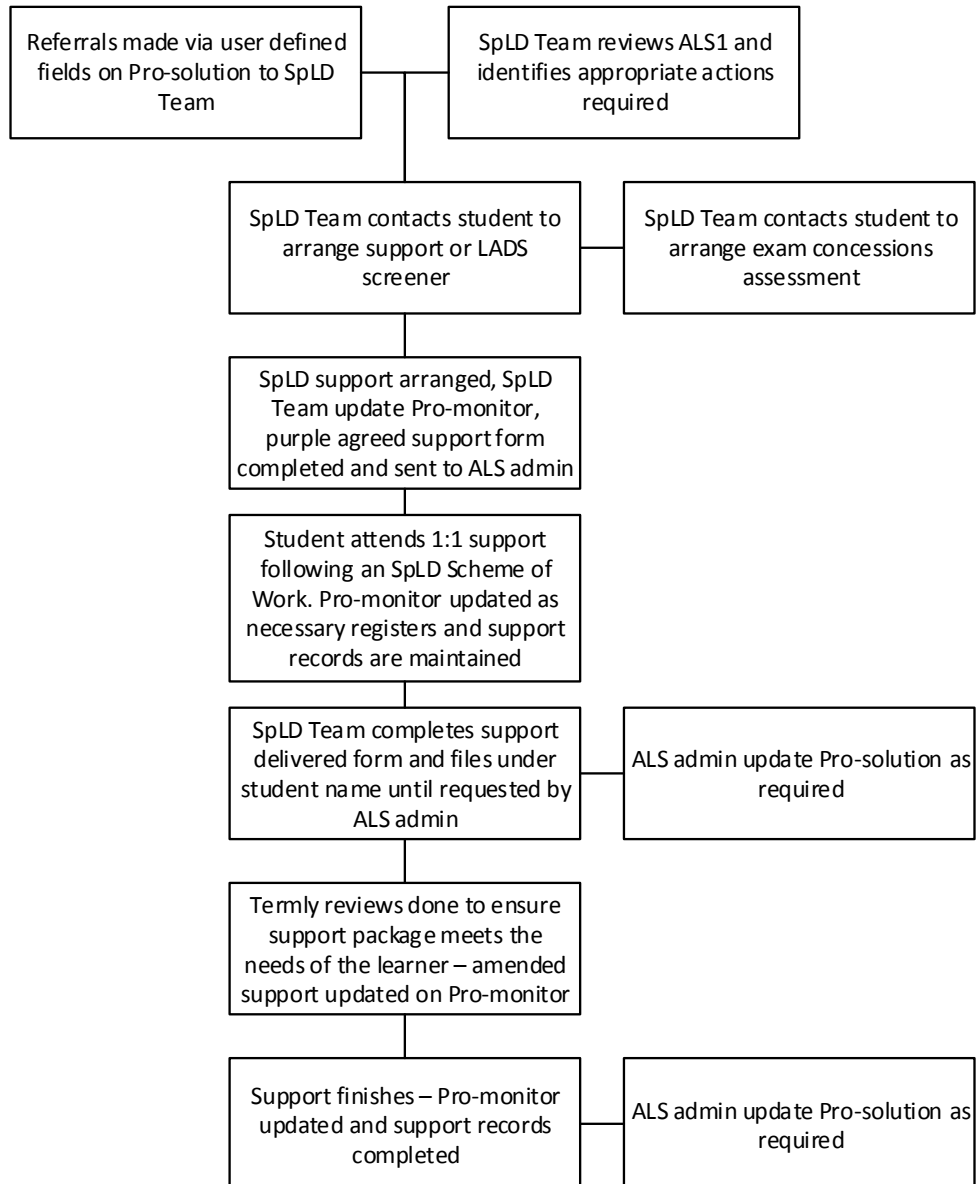 Referrals made via user defined
fields on Pro-solution to SpLD
Team
SpLD Team reviews ALS1 and
identifies appropriate actions
required
SpLD Team contacts student to
arrange support or LADS
screener
SpLD Team contacts student to
arrange exam concessions
assessment
SpLD support arranged, SpLD
Team update Pro-monitor,
purple agreed support form
completed and sent to ALS admin
Student attends 1:1 support
following an SpLD Scheme of
Work. Pro-monitor updated as
necessary registers and support
records are maintained
SpLD Team completes support
delivered form and files under
student name until requested by
ALS admin
ALS admin update Pro-solution as
required
Termly reviews done to ensure
support package meets the
needs of the learner – amended
support updated on Pro-monitor
Support finishes – Pro-monitor
updated and support records
completed
ALS admin update Pro-solution as
required